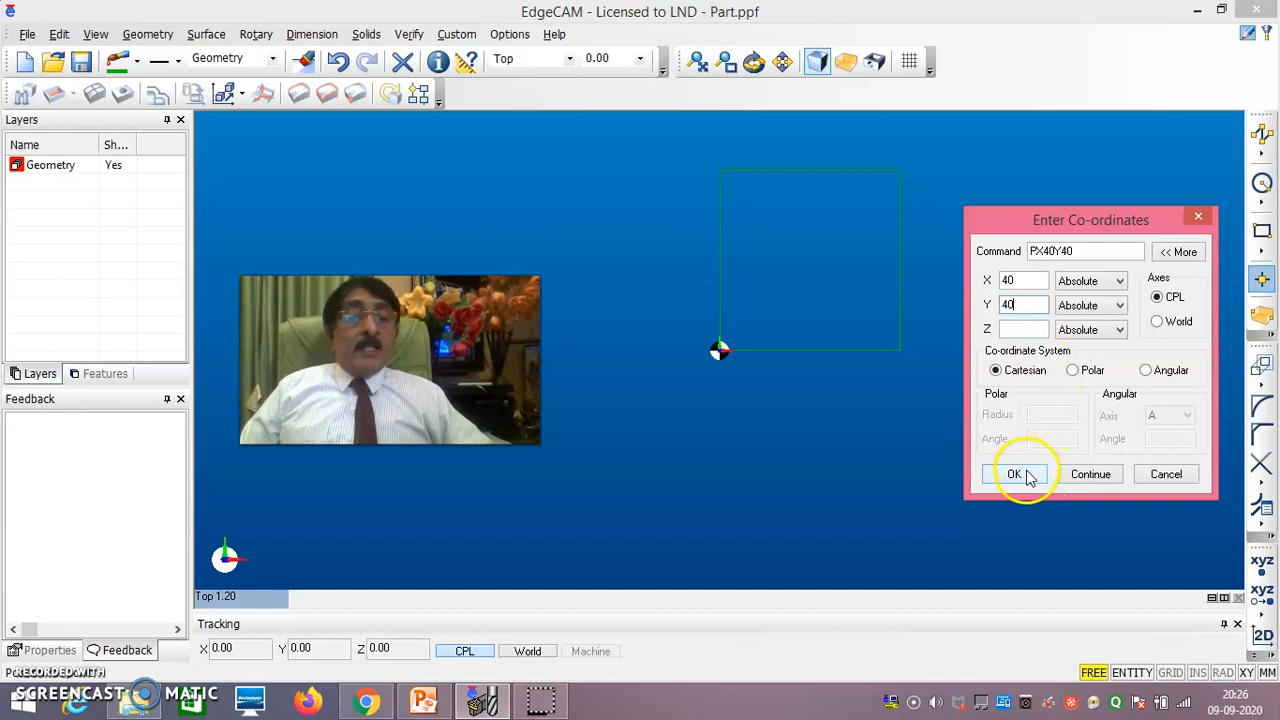 EdgeCAM - Licensed to LND - Part.ppf
File Edit View Geometry Surface Rotary Dimension Solids Verify Custom Options Help
Geometry Top 0.00
Layers
Name Sh...
Geometry Yes
Layers Features
Feedback
Properties Feedback
Enter Co-ordinates
Command PX40Y40 << More
X 40 Absolute Axes
CPL
Y 40 Absolute
World
Z Absolute
Co-ordinate System
Cartesian Polar Angular
Polar Angular
Radius Axis A
Angle Angle
OK Continue Cancel
xyz
xyz
2D
Top 1.20
Tracking
X 0.00 Y 0.00 Z 0.00 CPL World Machine
FREE ENTITY GRID INS RAD XY MM
RECORDED WITH
SCREENCAST MATIC
20:26
09-09-2020